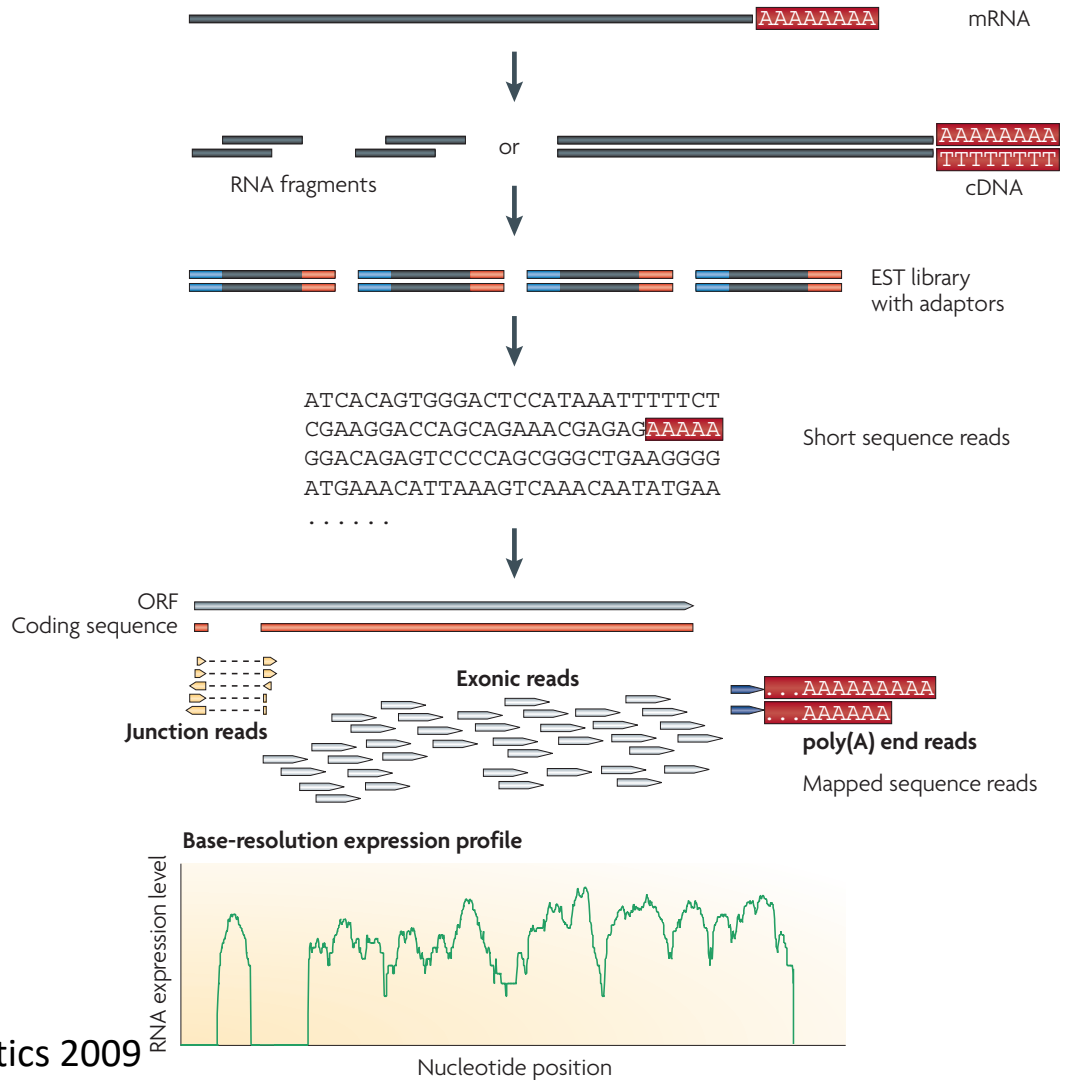 AAAAAAAA mRNA
AAAAAAAA
or
TTTTTTTT
RNA fragments
cDNA
EST library
with adaptors
ATCACAGTGGGACTCCATAAATTTTTCT
CGAAGGACCAGCAGAAACGAGAGAAAAA
Short sequence reads
GGACAGAGTCCCCAGCGGGCTGAAGGGG
ATGAAACATTAAAGTCAAACAATATGAA
. . . . . .
ORF
Coding sequence
Exonic reads
...AAAAAAAAA
...AAAAAA
Junction reads
poly(A) end reads
Mapped sequence reads
Base-resolution expression profile
RNA expression level
tics 2009
Nucleotide position